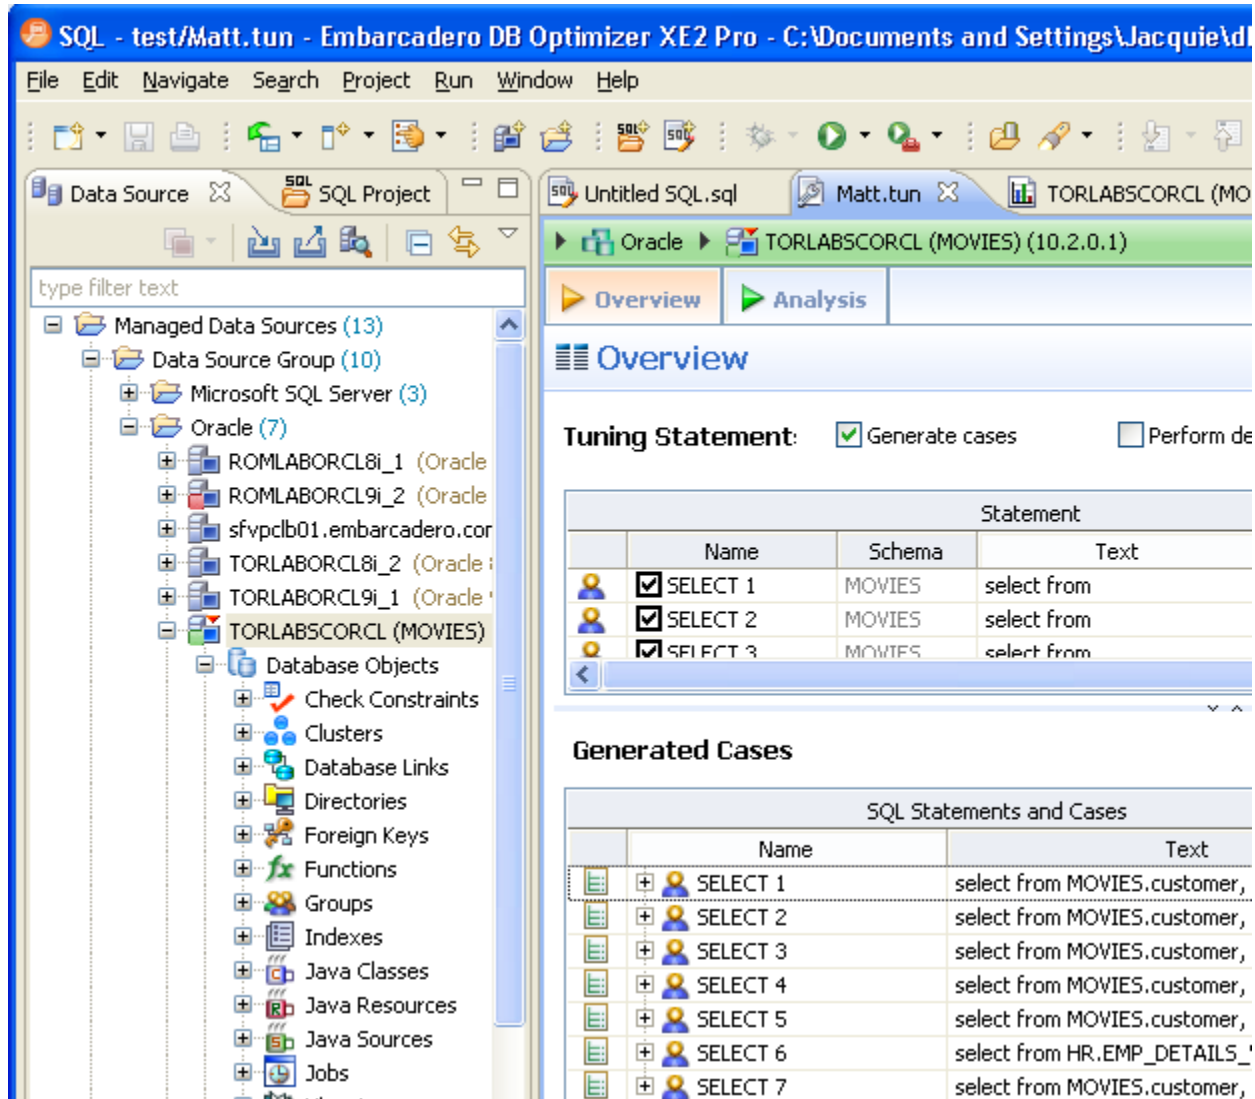 SQL - test/Matt.tun - Embarcadero DB Optimizer XE2 Pro - C:\Documents and Settings\Jacquie\d
File Edit Navigate Search Project Run Window Help
Data Source SQL Project
type filter text
Managed Data Sources (13)
Data Source Group (10)
Microsoft SQL Server (3)
Oracle (7)
ROMLABORCL8i_1 (Oracle
ROMLABORCL9i_2 (Oracle
sfvpclb01.embarcadero.cor
TORLABORCL8i_2 (Oracle
TORLABORCL9i_1 (Oracle
TORLABSCORCL (MOVIES)
Database Objects
Check Constraints
Clusters
Database Links
Directories
Foreign Keys
Functions
Groups
Indexes
Java Classes
Java Resources
Java Sources
Jobs
Untitled SQL.sql Matt.tun TORLABSCORCL (MO
Oracle TORLABSCORCL (MOVIES) (10.2.0.1)
Overview Analysis
Overview
Tuning Statement: Generate cases Perform de
Statement
Name Schema Text
SELECT 1 MOVIES select from
SELECT 2 MOVIES select from
SELECT 3 MOVIES select from
Generated Cases
SQL Statements and Cases
Name Text
SELECT 1 select from MOVIES.customer,
SELECT 2 select from MOVIES.customer,
SELECT 3 select from MOVIES.customer,
SELECT 4 select from MOVIES.customer,
SELECT 5 select from MOVIES.customer,
SELECT 6 select from HR.EMP_DETAILS_
SELECT 7 select from MOVIES.customer,